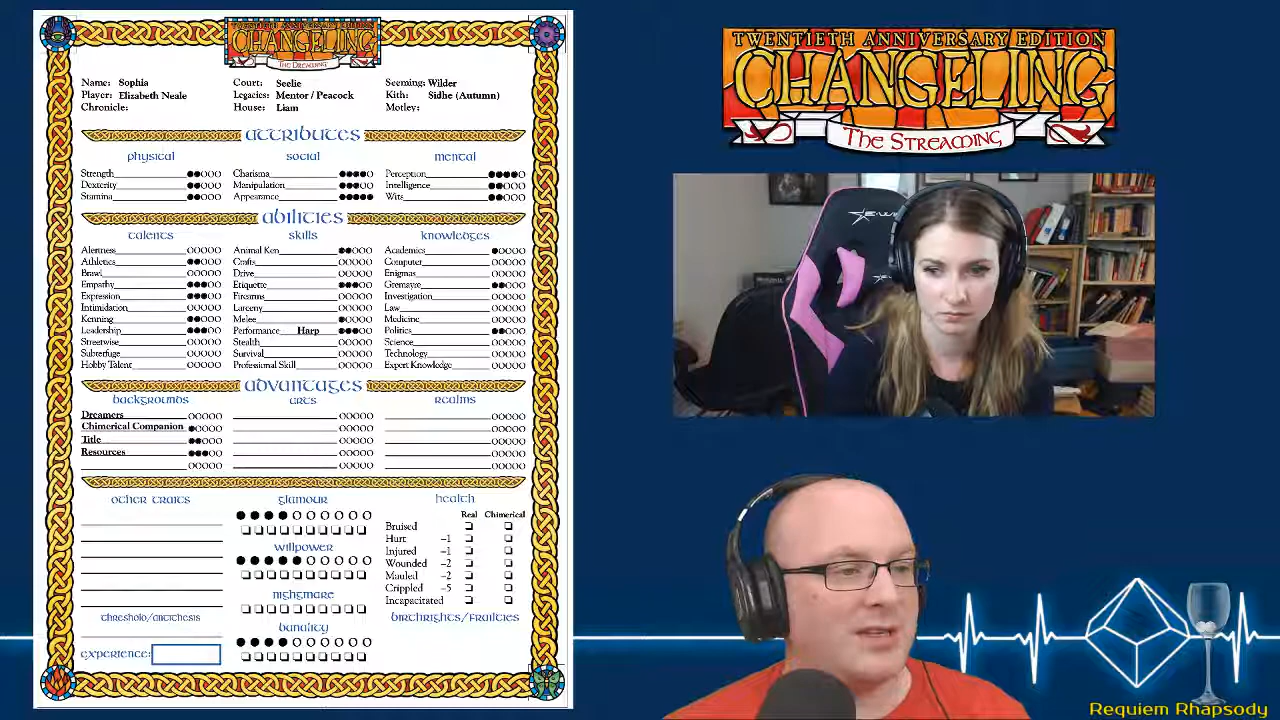 TWENTIETH ANNIVERSARY EDITION
CHANGELING
THE DREAMING
Name: Sophia Court: Seelie Seeming: Wilder
Player: Elizabeth Neale Legacies: Mentor / Peacock Kith: Sidhe (Autumn)
Chronicle: House: Liam Motley:
ATTRIBUTES
PHYSICAL SOCIAL MENTAL
Strength Charisma Perception
Dexterity Manipulation Intelligence
Stamina Appearance Wits
ABILITIES
TALENTS SKILLS KNOWLEDGES
Alertness Animal Ken Academics
Athletics Crafts Computer
Brawl Drive Enigmas
Empathy Etiquette Gremayre
Expression Firearms Investigation
Intimidation Larceny Law
Kenning Melee Medicine
Leadership Performance Harp Politics
Streetwise Stealth Science
Subterfuge Survival Technology
Hobby Talent Professional Skill Expert Knowledge
ADVANTAGES
BACKGROUNDS ARTS REALMS
Dreamers
Chimerical Companion
Title
Resources
OTHER TRAITS GLAMOUR HEALTH
Real Chimerical
Bruised
Hurt -1
WILLPOWER Injured -1
Wounded -2
Mauled -2
Crippled -5
NIGHTMARE Incapacitated
THRESHOLD/ANTITHESIS BIRTHRIGHTS/FRAILTIES
BANALITY
EXPERIENCE:
TWENTIETH ANNIVERSARY EDITION
CHANGELING
The Streaming
Requiem Rhapsody